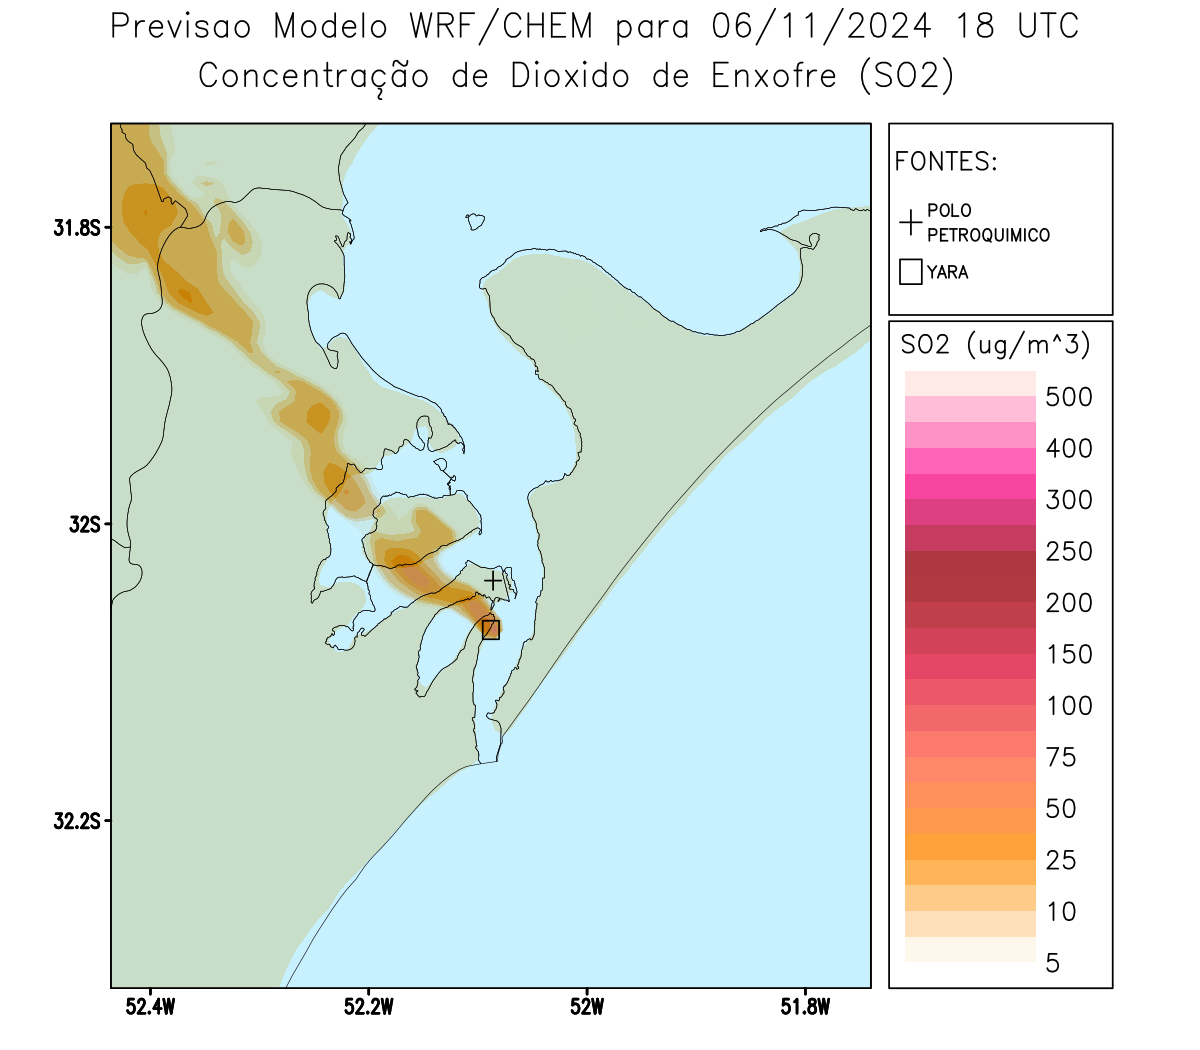 Previsao Modelo WRF/CHEM para 06/11/2024 18 UTC
Concentração de Dioxido de Enxofre (SO2)
FONTES:
POLO
PETROQUIMICO
YARA
SO2 (ug/m^3)
500
400
300
250
200
150
100
75
50
25
10
5
31.8S
32S
32.2S
52.4W
52.2W
52W
51.8W